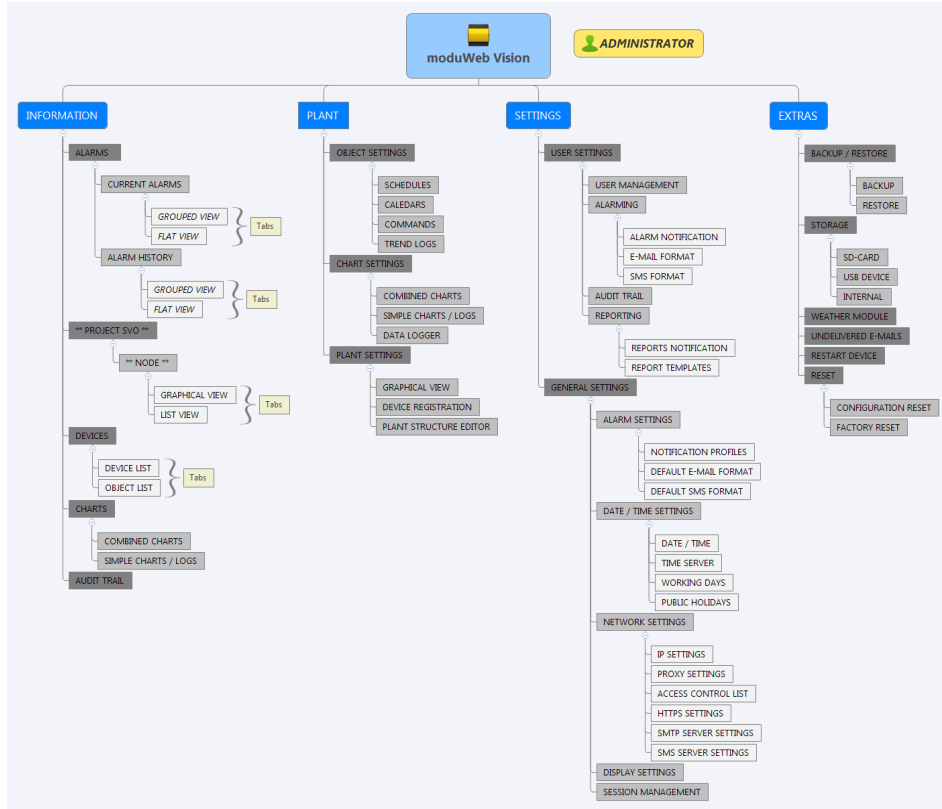 moduWeb Vision
ADMINISTRATOR
INFORMATION
ALARMS
CURRENT ALARMS
GROUPED VIEW
FLAT VIEW
Tabs
ALARM HISTORY
GROUPED VIEW
FLAT VIEW
Tabs
** PROJECT SVO **
** NODE **
GRAPHICAL VIEW
LIST VIEW
Tabs
DEVICES
DEVICE LIST
OBJECT LIST
Tabs
CHARTS
COMBINED CHARTS
SIMPLE CHARTS / LOGS
AUDIT TRAIL
PLANT
OBJECT SETTINGS
SCHEDULES
CALEDARS
COMMANDS
TREND LOGS
CHART SETTINGS
COMBINED CHARTS
SIMPLE CHARTS / LOGS
DATA LOGGER
PLANT SETTINGS
GRAPHICAL VIEW
DEVICE REGISTRATION
PLANT STRUCTURE EDITOR
SETTINGS
USER SETTINGS
USER MANAGEMENT
ALARMING
ALARM NOTIFICATION
E-MAIL FORMAT
SMS FORMAT
AUDIT TRAIL
REPORTING
REPORTS NOTIFICATION
REPORT TEMPLATES
GENERAL SETTINGS
ALARM SETTINGS
NOTIFICATION PROFILES
DEFAULT E-MAIL FORMAT
DEFAULT SMS FORMAT
DATE / TIME SETTINGS
DATE / TIME
TIME SERVER
WORKING DAYS
PUBLIC HOLIDAYS
NETWORK SETTINGS
IP SETTINGS
PROXY SETTINGS
ACCESS CONTROL LIST
HTTPS SETTINGS
SMTP SERVER SETTINGS
SMS SERVER SETTINGS
DISPLAY SETTINGS
SESSION MANAGEMENT
EXTRAS
BACKUP / RESTORE
BACKUP
RESTORE
STORAGE
SD-CARD
USB DEVICE
INTERNAL
WEATHER MODULE
UNDELIVERED E-MAILS
RESTART DEVICE
RESET
CONFIGURATION RESET
FACTORY RESET